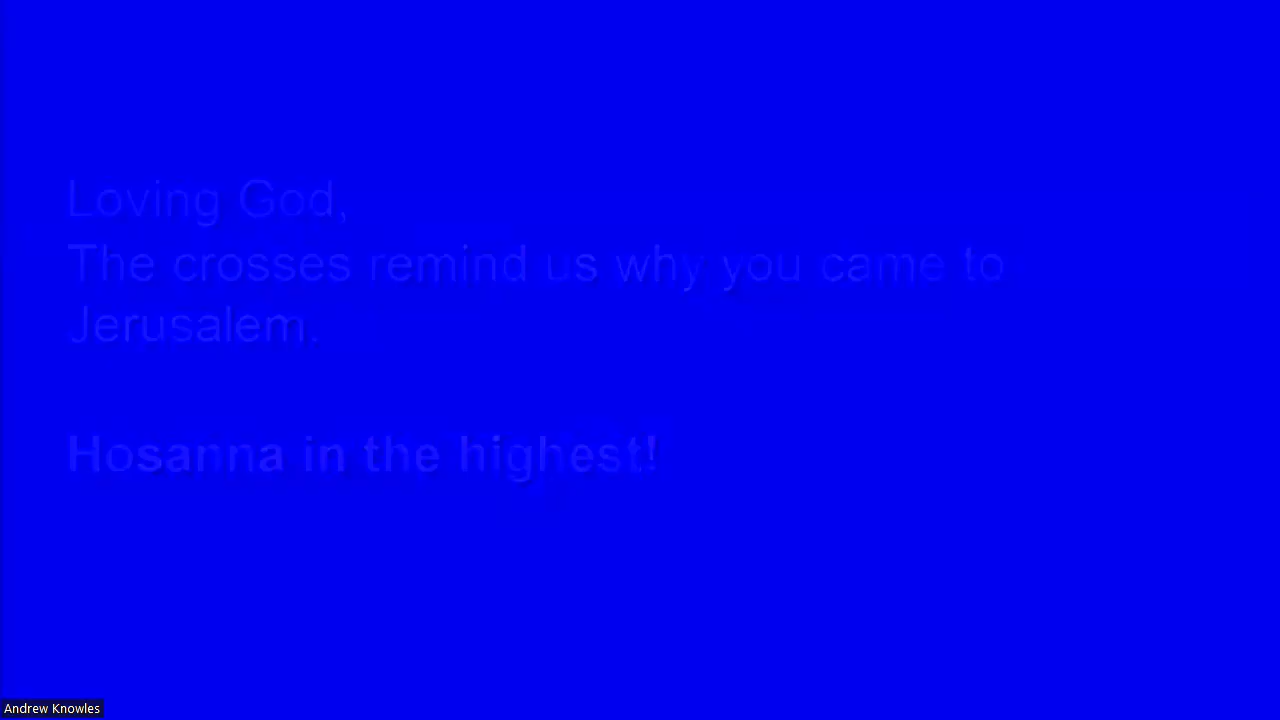 Loving God,
The crosses remind us why you came to
Jerusalem.
Hosanna in the highest!
Andrew Knowles